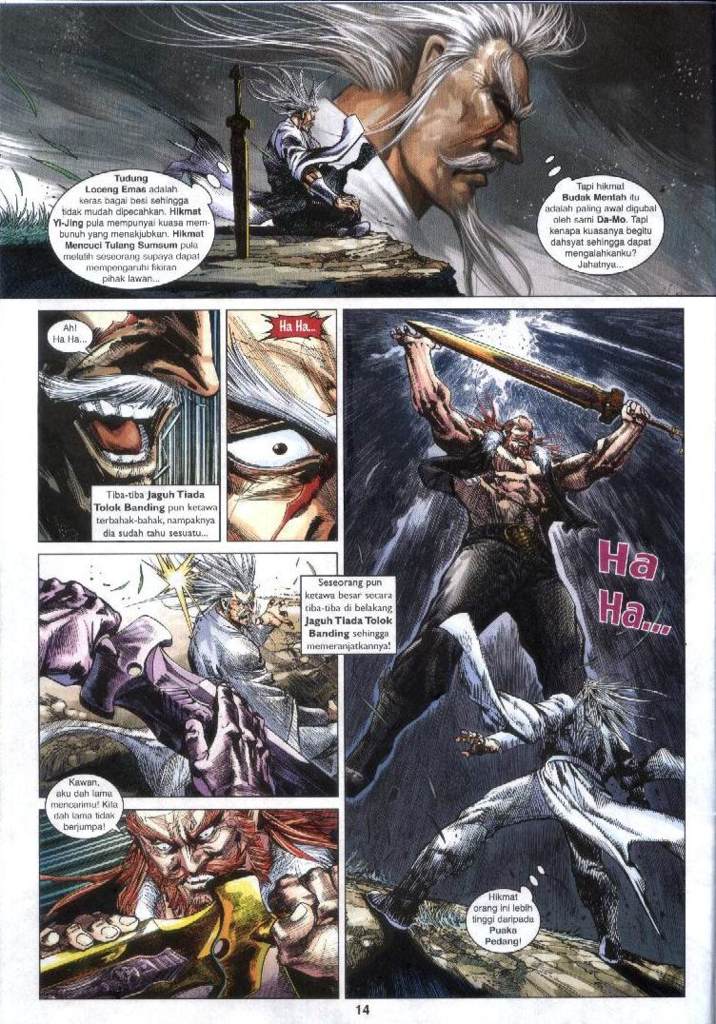 Tudung
Loceng Emas adalah
keras bagai besi sehingga
tidak mudah dipecahkan. Hikmat
Yi-Jing pula mempunyai kuasa mem-
bunuh yang menakjubkan. Hikmat
Mencuci Tulang Sumsum pula
melatih seseorang supaya dapat
mempengaruhi fikiran
pihak lawan...
Tapi hikmat
Budak Mentah itu
adalah paling awal digubal
oleh sami Da-Mo. Tapi
kenapa kuasanya begitu
dahsyat sehingga dapat
mengalahkanku?
Jahatnya...
Ah!
Ha Ha...
Ha Ha...
Tiba-tiba Jaguh Tiada
Tolok Banding pun ketawa
terbahak-bahak, nampaknya
dia sudah tahu sesuatu...
Seseorang pun
ketawa besar secara
tiba-tiba di belakang
Jaguh Tiada Tolok
Banding sehingga
memeranjatkannya!
Ha
Ha...
Kawan,
aku dah lama
mencarimu! Kita
dah lama tidak
berjumpa!
Hikmat
orang ini lebih
tinggi daripada
Puaka
Pedang!
14